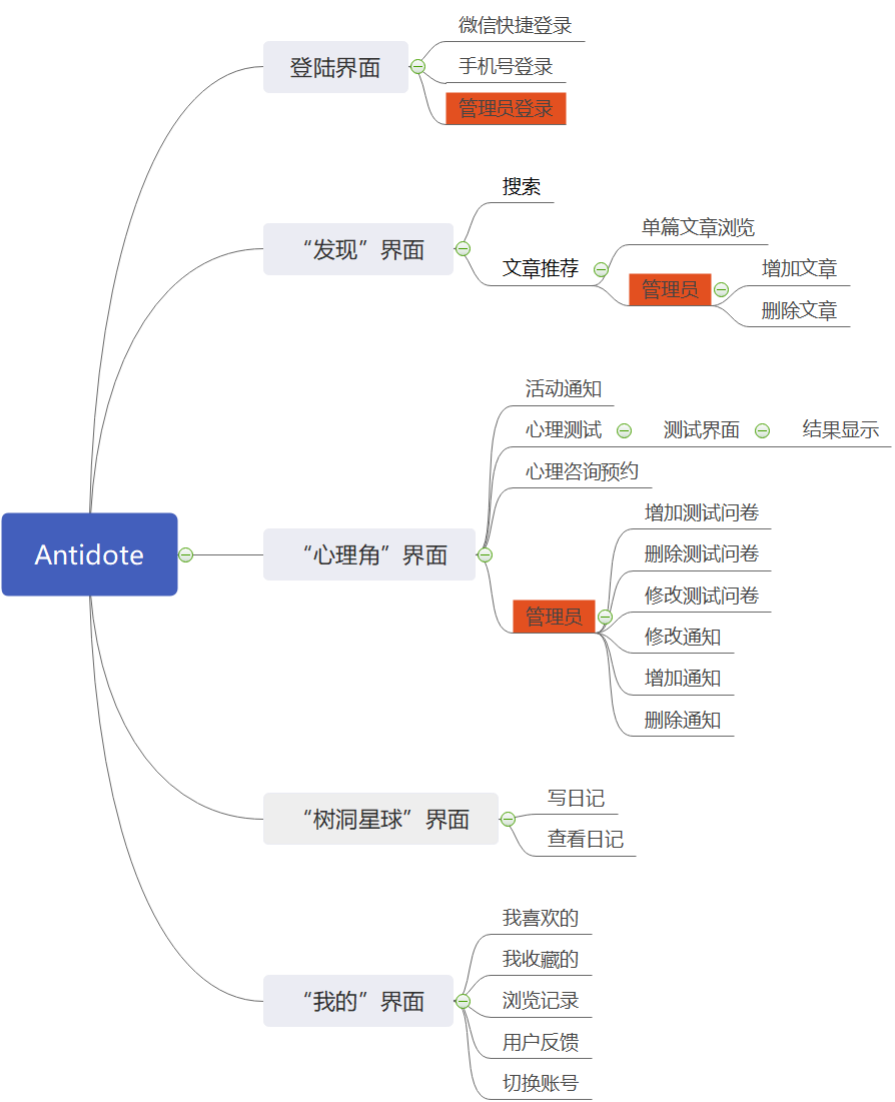 微信快捷登录
登陆界面
手机号登录
管理员登录
搜索
“发现”界面
单篇文章浏览
文章推荐
管理员
增加文章
删除文章
活动通知
心理测试
测试界面
结果显示
心理咨询预约
Antidote
“心理角”界面
增加测试问卷
删除测试问卷
修改测试问卷
管理员
修改通知
增加通知
删除通知
“树洞星球”界面
写日记
查看日记
我喜欢的
我收藏的
“我的”界面
浏览记录
用户反馈
切换账号